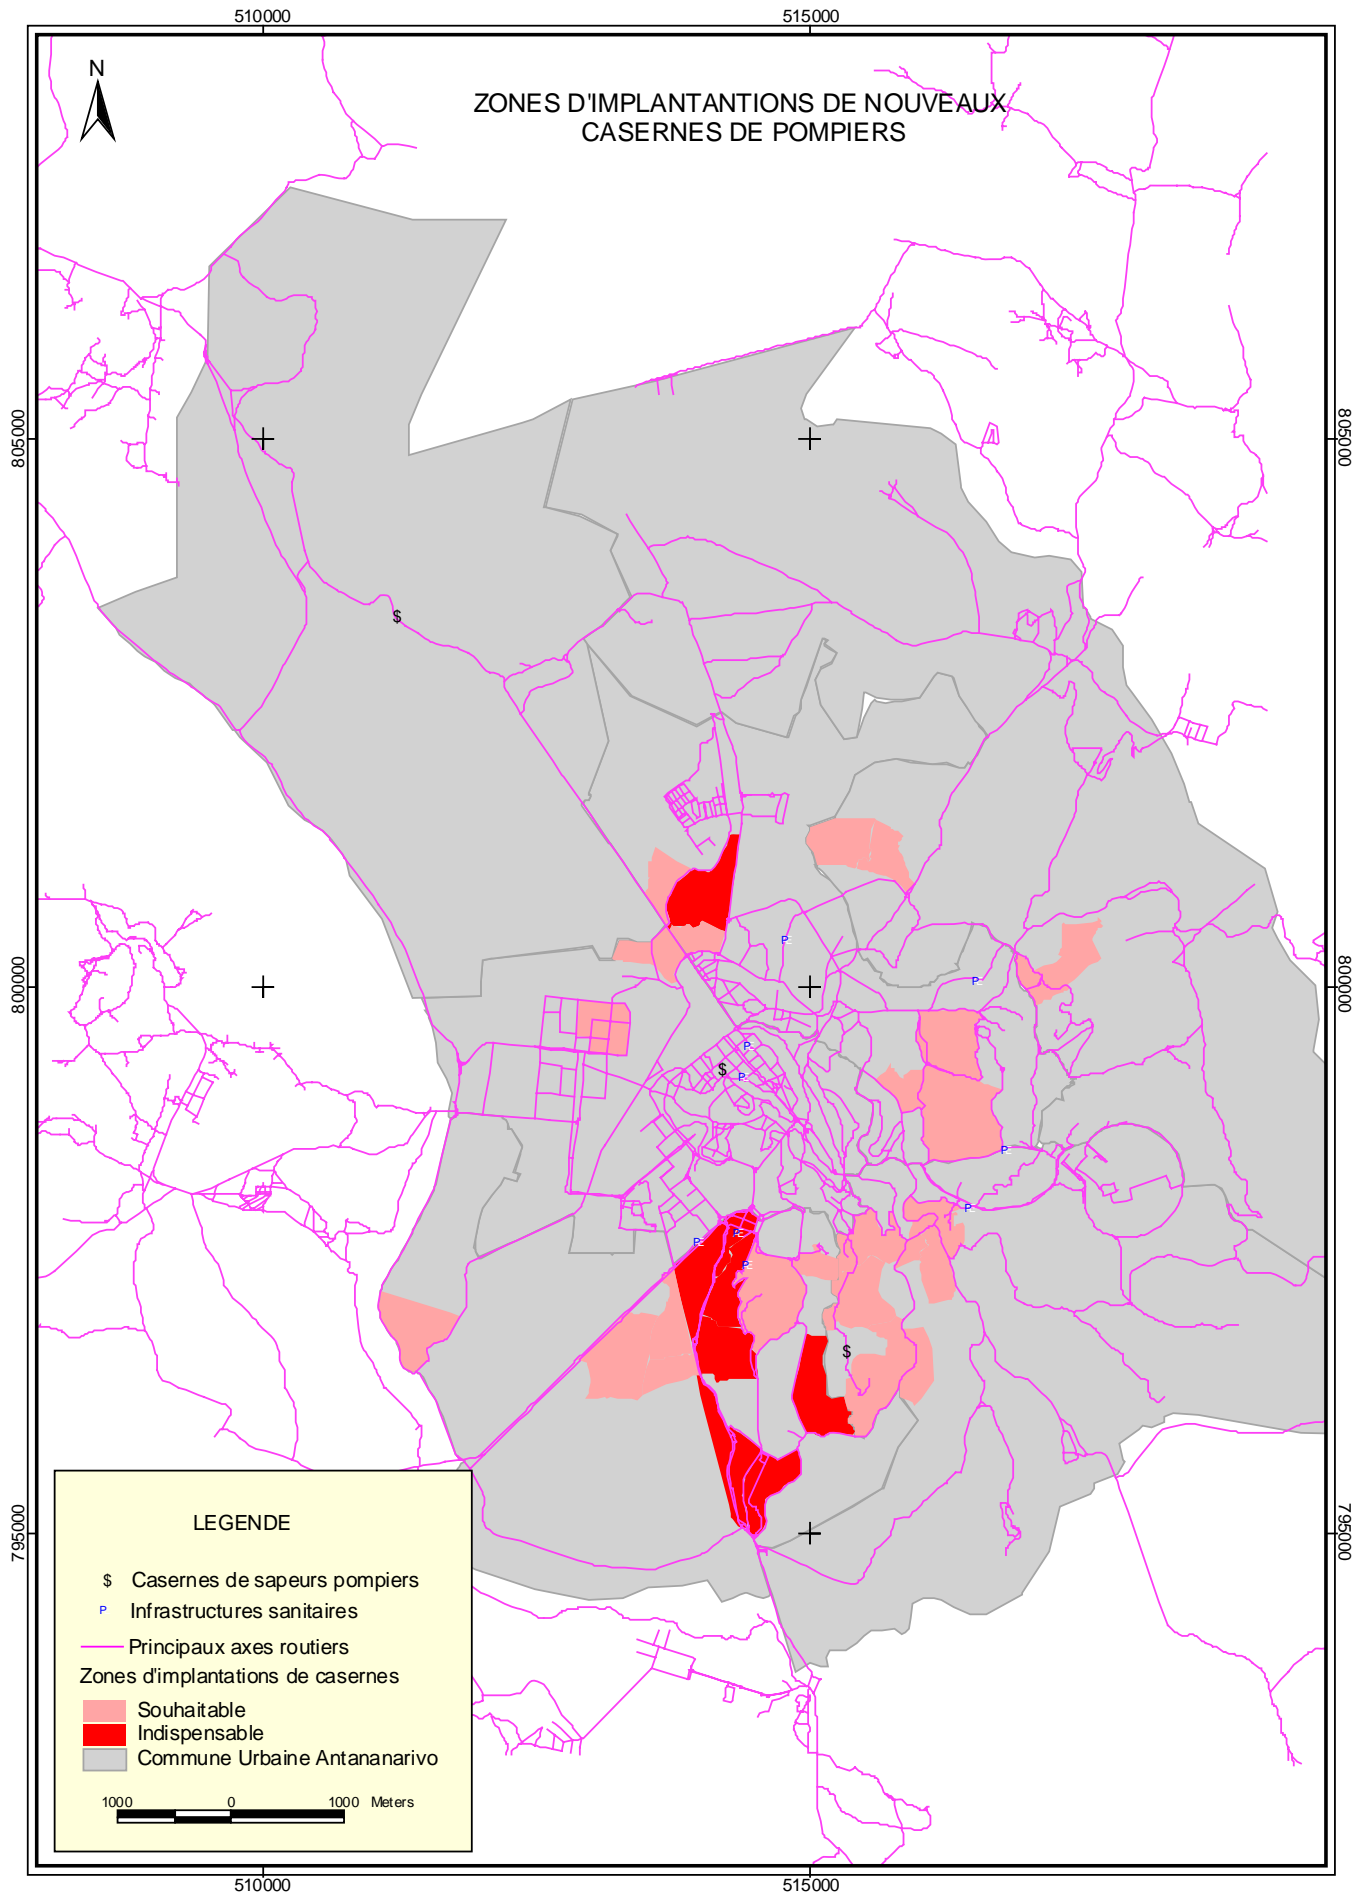 510000
515000
N
ZONES D'IMPLANTANTIONS DE NOUVEAUX
CASERNES DE POMPIERS
805000
805000
$
P
800000
800000
P
P
$
P
P
P
P
P
P
$
795000
795000
LEGENDE
$ Casernes de sapeurs pompiers
P Infrastructures sanitaires
Principaux axes routiers
Zones d'implantations de casernes
Souhaitable
Indispensable
Commune Urbaine Antananarivo
1000 0 1000 Meters
510000
515000